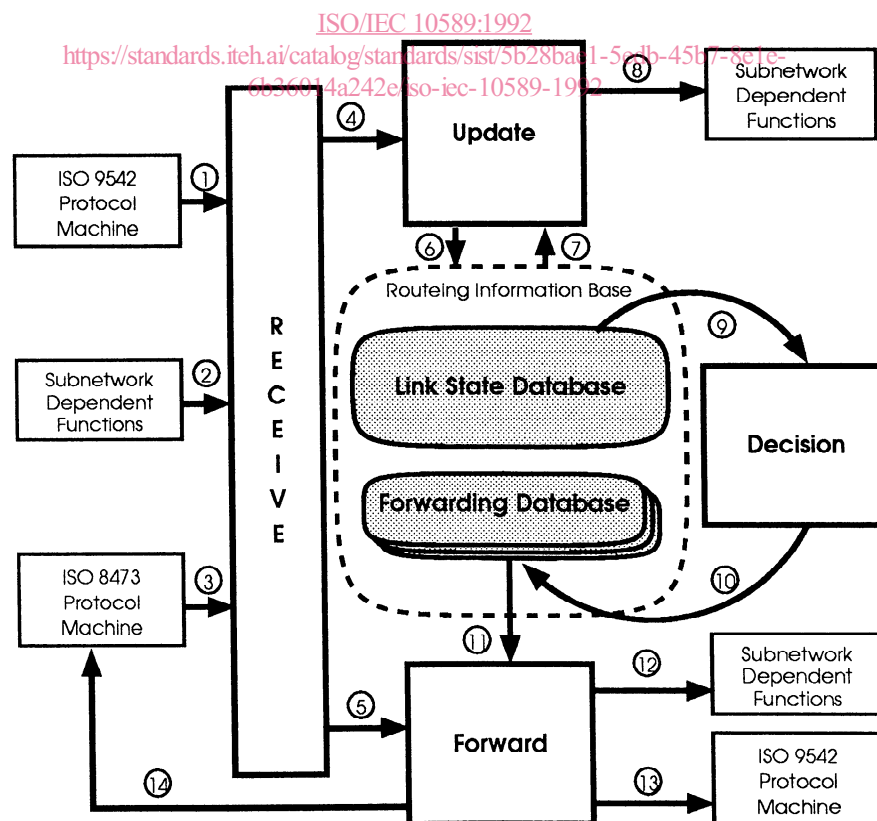 ISO/IEC 10589:1992
https://standards.iteh.ai/catalog/standards/sist/5b28bae1-5edb-45b7-8e1e-
6b36014a242e/iso-iec-10589-1992
8
Subnetwork
Dependent
Functions
4
Update
ISO 9542
Protocol
Machine
1
6
7
Routeing Information Base
R
E
C
E
I
V
E
9
Link State Database
2
Subnetwork
Dependent
Functions
Decision
Forwarding Database
ISO 8473
Protocol
Machine
3
10
11
12
Subnetwork
Dependent
Functions
5
Forward
14
13
ISO 9542
Protocol
Machine